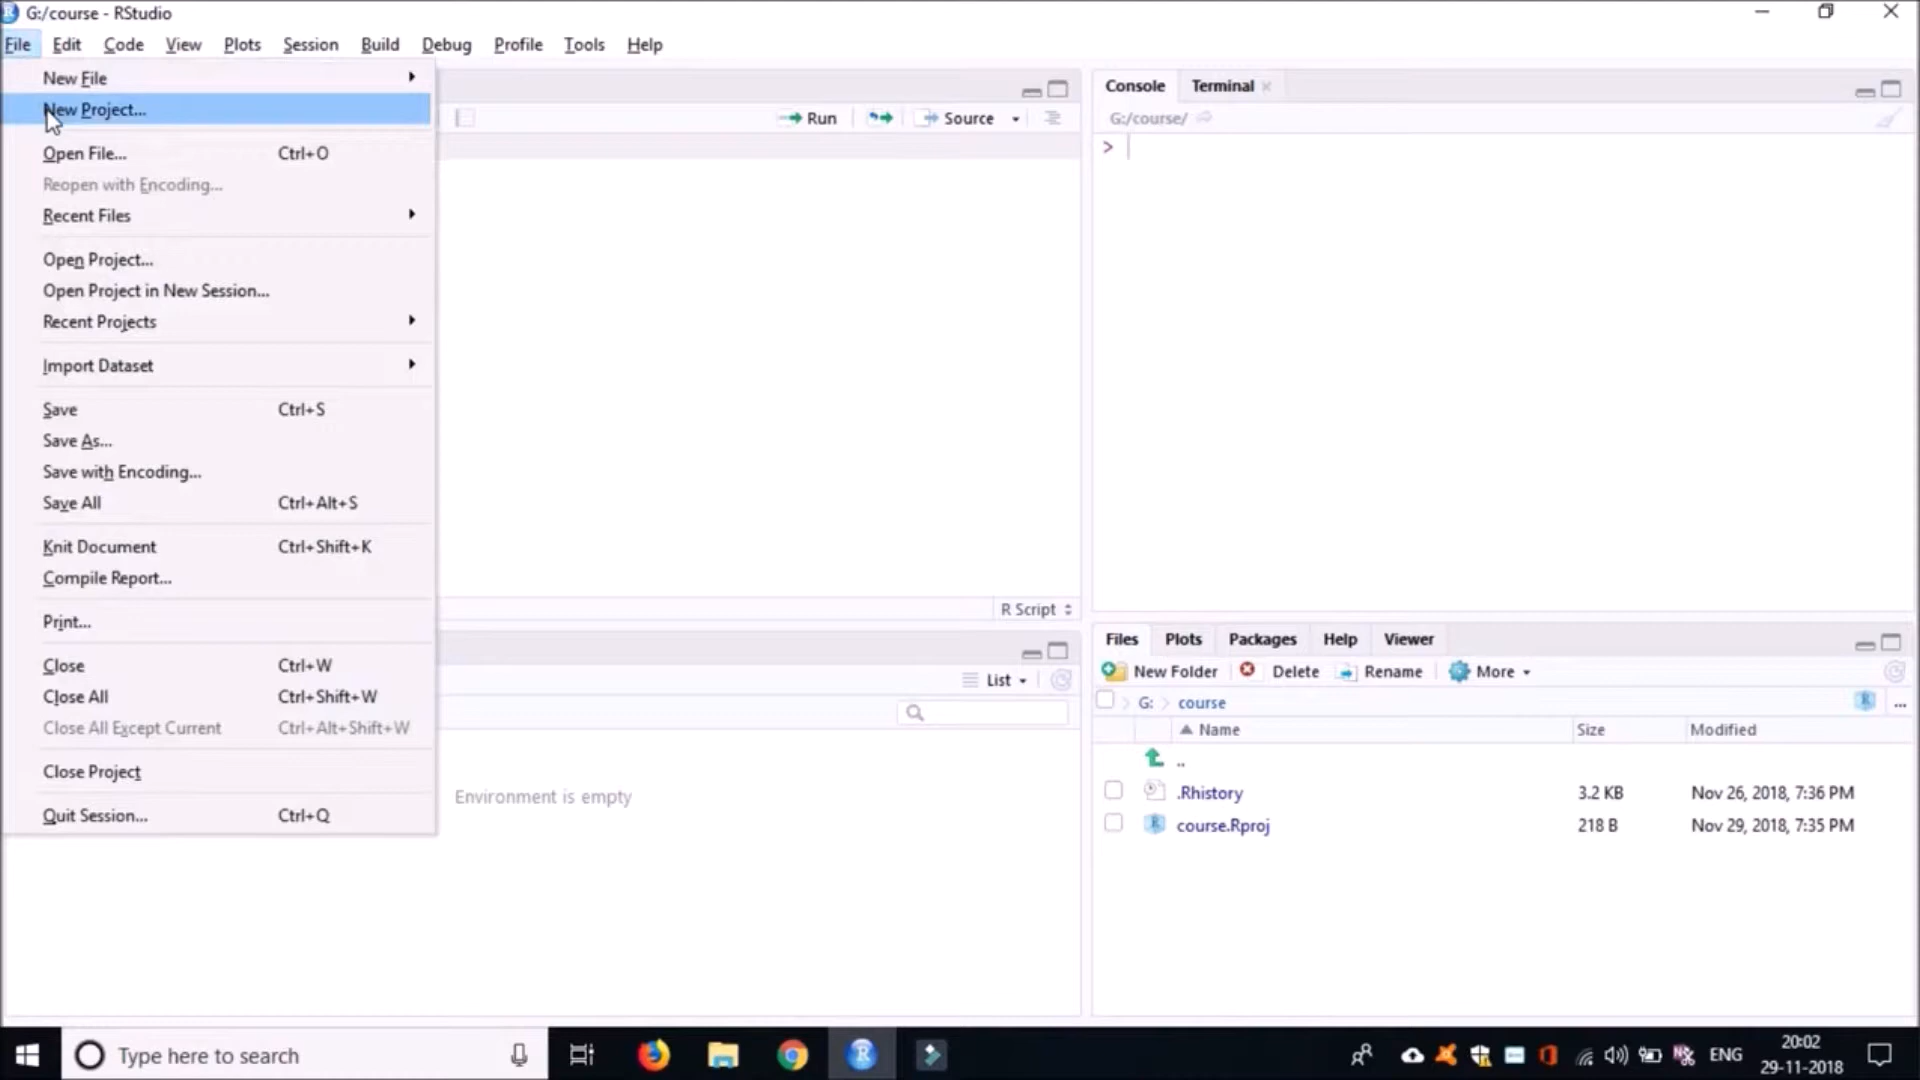 G:/course - RStudio
File Edit Code View Plots Session Build Debug Profile Tools Help
New File
New Project...
Open File... Ctrl+O
Reopen with Encoding...
Recent Files
Open Project...
Open Project in New Session...
Recent Projects
Import Dataset
Save Ctrl+S
Save As...
Save with Encoding...
Save All Ctrl+Alt+S
Knit Document Ctrl+Shift+K
Compile Report...
Print...
Close Ctrl+W
Close All Ctrl+Shift+W
Close All Except Current Ctrl+Alt+Shift+W
Close Project
Quit Session... Ctrl+Q
Run Source
R Script
List
Environment is empty
Console Terminal
G:/course/
>
Files Plots Packages Help Viewer
New Folder Delete Rename More
G: course ...
Name Size Modified
..
.Rhistory 3.2 KB Nov 26, 2018, 7:36 PM
course.Rproj 218 B Nov 29, 2018, 7:35 PM
Type here to search
ENG
20:02
29-11-2018